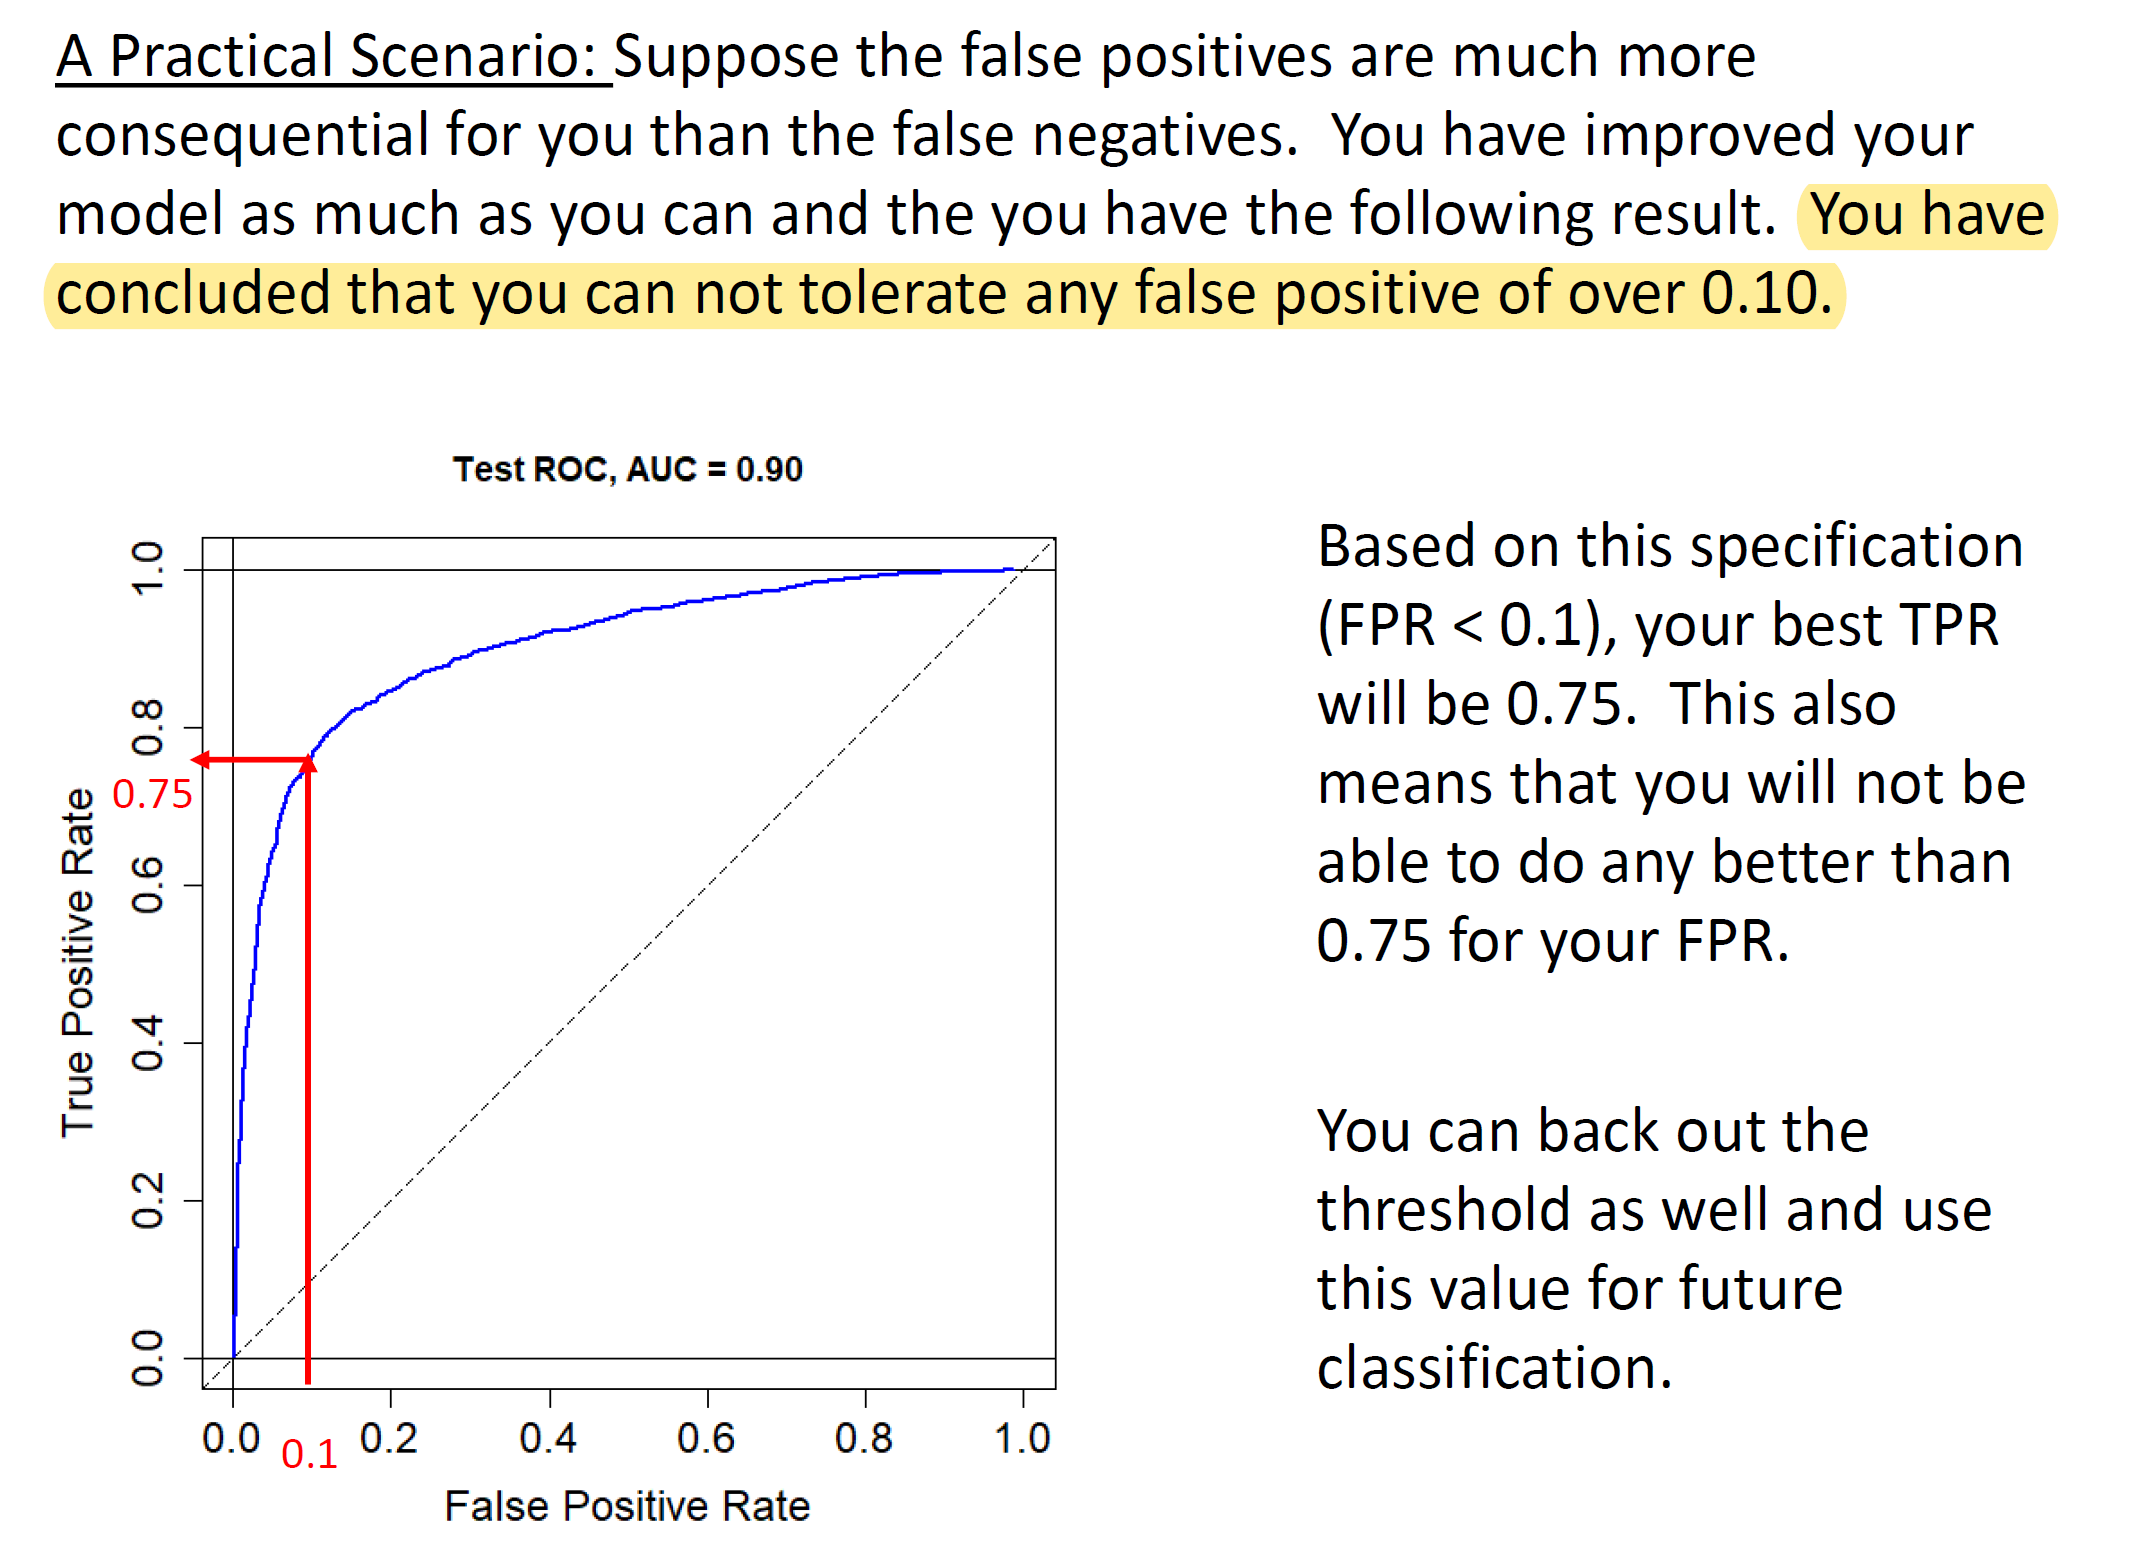 A Practical Scenario: Suppose the false positives are much more
consequential for you than the false negatives. You have improved your
model as much as you can and the you have the following result. You have
concluded that you can not tolerate any false positive of over 0.10.
Test ROC, AUC = 0.90
True Positive Rate
1.0
0.8
0.75
0.6
0.4
0.2
0.0
0.0 0.1 0.2 0.4 0.6 0.8 1.0
False Positive Rate
Based on this specification
(FPR < 0.1), your best TPR
will be 0.75. This also
means that you will not be
able to do any better than
0.75 for your FPR.
You can back out the
threshold as well and use
this value for future
classification.